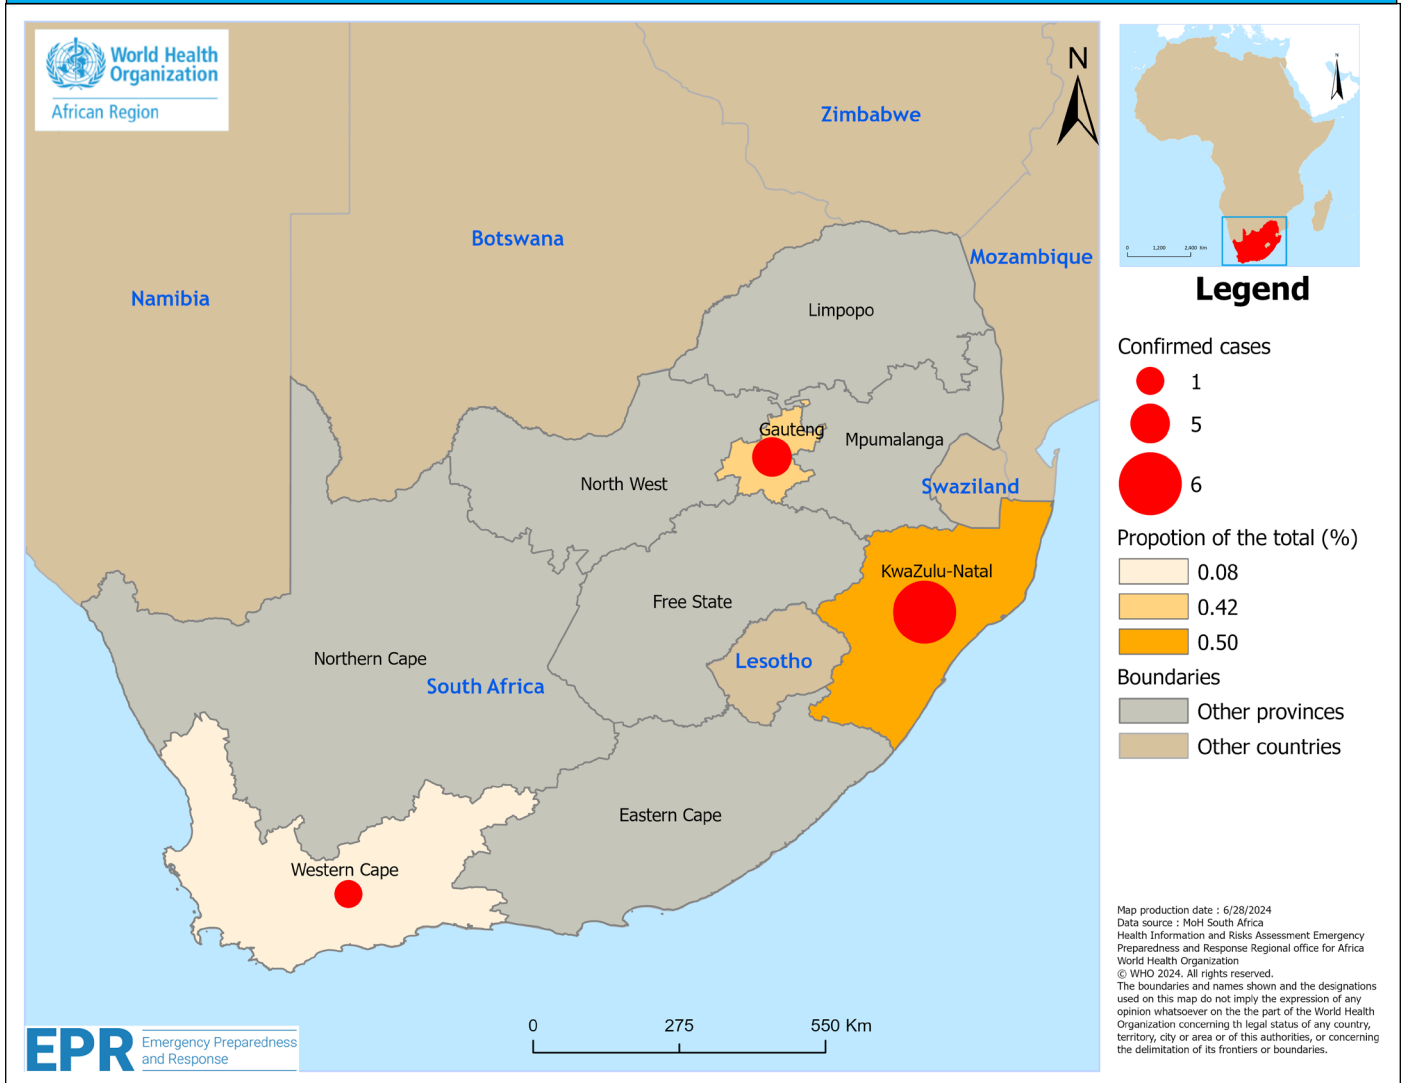 World Health
Organization
African Region
N
Zimbabwe
Botswana
Mozambique
Namibia
Limpopo
Gauteng
Mpumalanga
North West
Swaziland
KwaZulu-Natal
Free State
Northern Cape
Lesotho
South Africa
Eastern Cape
Western Cape
0 275 550 Km
EPR
Emergency Preparedness
and Response
N
0 1,200 2,400 Km
Legend
Confirmed cases
1
5
6
Propotion of the total (%)
0.08
0.42
0.50
Boundaries
Other provinces
Other countries
Map production date : 6/28/2024
Data source : MoH South Africa
Health Information and Risks Assessment Emergency
Preparedness and Response Regional office for Africa
World Health Organization
© WHO 2024. All rights reserved.
The boundaries and names shown and the designations
used on this map do not imply the expression of any
opinion whatsoever on the the part of the World Health
Organization concerning th legal status of any country,
territory, city or area or of this authorities, or concerning
the delimitation of its frontiers or boundaries.